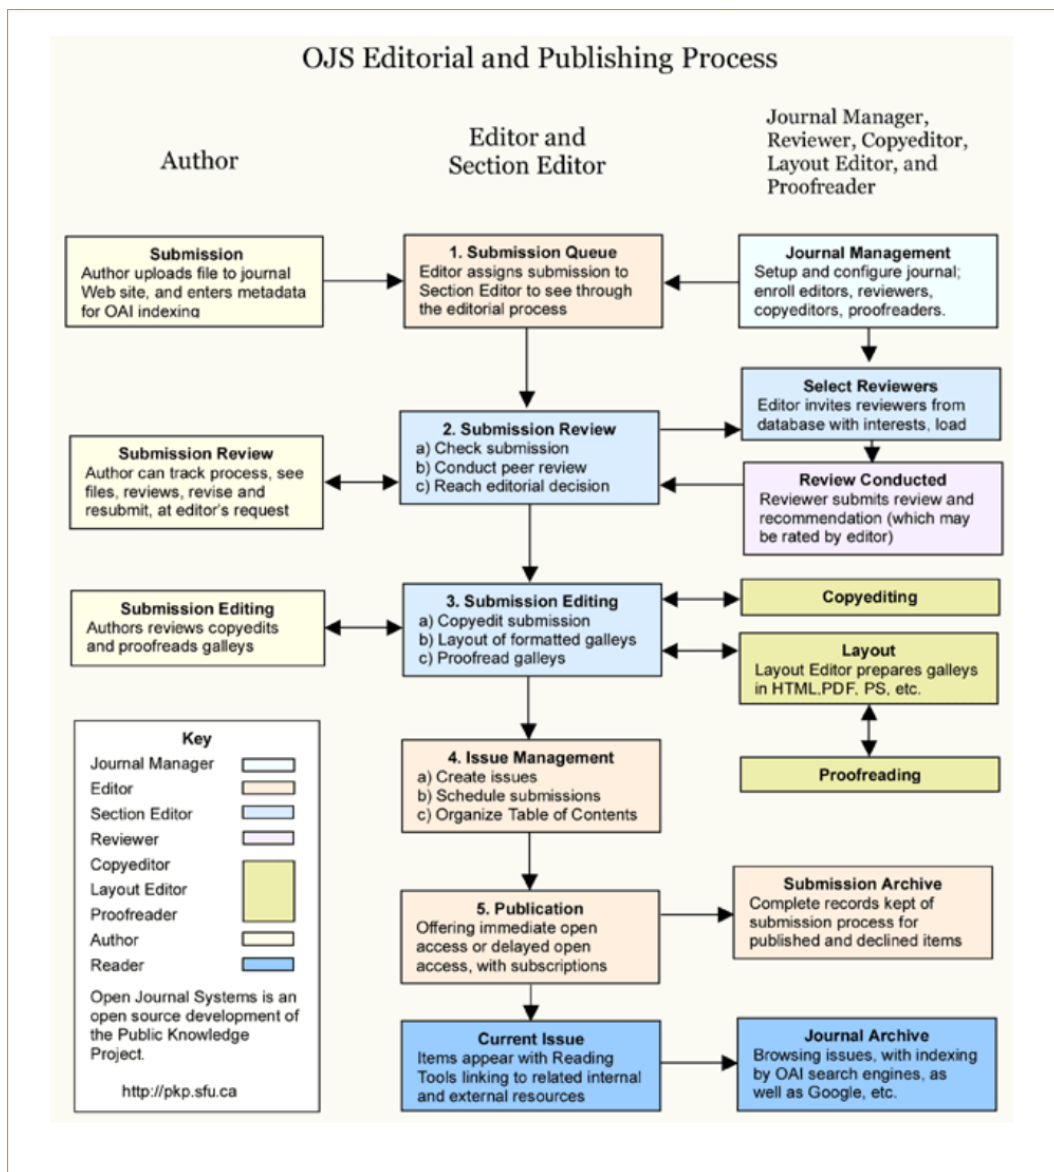 OJS Editorial and Publishing Process
Author
Editor and
Section Editor
Journal Manager,
Reviewer, Copyeditor,
Layout Editor, and
Proofreader
Submission
Author uploads file to journal
Web site, and enters metadata
for OAI indexing
1. Submission Queue
Editor assigns submission to
Section Editor to see through
the editorial process
Journal Management
Setup and configure journal;
enroll editors, reviewers,
copyeditors, proofreaders.
Select Reviewers
Editor invites reviewers from
database with interests, load
Submission Review
Author can track process, see
files, reviews, revise and
resubmit, at editor's request
2. Submission Review
a) Check submission
b) Conduct peer review
c) Reach editorial decision
Review Conducted
Reviewer submits review and
recommendation (which may
be rated by editor)
Submission Editing
Authors reviews copyedits
and proofreads galleys
3. Submission Editing
a) Copyedit submission
b) Layout of formatted galleys
c) Proofread galleys
Copyediting
Layout
Layout Editor prepares galleys
in HTML,PDF, PS, etc.
Proofreading
Key
Journal Manager
Editor
Section Editor
Reviewer
Copyeditor
Layout Editor
Proofreader
Author
Reader
Open Journal Systems is an
open source development of
the Public Knowledge
Project.
http://pkp.sfu.ca
4. Issue Management
a) Create issues
b) Schedule submissions
c) Organize Table of Contents
5. Publication
Offering immediate open
access or delayed open
access, with subscriptions
Submission Archive
Complete records kept of
submission process for
published and declined items
Current Issue
Items appear with Reading
Tools linking to related internal
and external resources
Journal Archive
Browsing issues, with indexing
by OAI search engines, as
well as Google, etc.